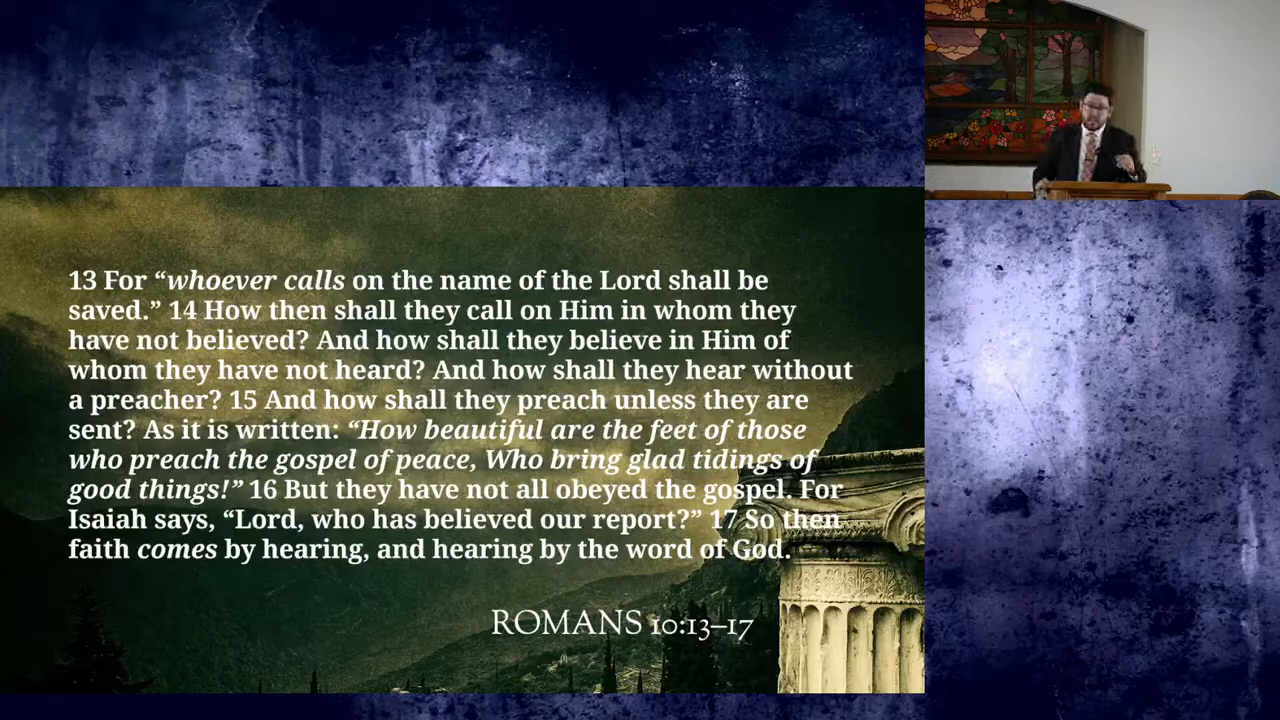 13 For “whoever calls on the name of the Lord shall be
saved.” 14 How then shall they call on Him in whom they
have not believed? And how shall they believe in Him of
whom they have not heard? And how shall they hear without
a preacher? 15 And how shall they preach unless they are
sent? As it is written: “How beautiful are the feet of those
who preach the gospel of peace, Who bring glad tidings of
good things!” 16 But they have not all obeyed the gospel. For
Isaiah says, “Lord, who has believed our report?” 17 So then
faith comes by hearing, and hearing by the word of God.
ROMANS 10:13–17